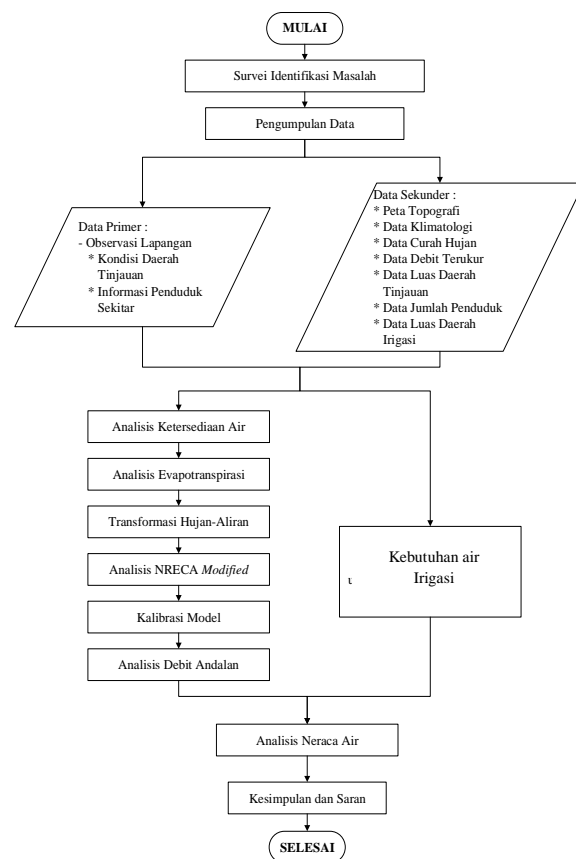 MULAI
Survei Identifikasi Masalah
Pengumpulan Data
Data Primer :
- Observasi Lapangan
* Kondisi Daerah
Tinjauan
* Informasi Penduduk
Sekitar
Data Sekunder :
* Peta Topografi
* Data Klimatologi
* Data Curah Hujan
* Data Debit Terukur
* Data Luas Daerah
Tinjauan
* Data Jumlah Penduduk
* Data Luas Daerah
Irigasi
Analisis Ketersediaan Air
Analisis Evapotranspirasi
Transformasi Hujan-Aliran
Analisis NRECA Modified
Kalibrasi Model
Analisis Debit Andalan
Kebutuhan air
Irigasi
Analisis Neraca Air
Kesimpulan dan Saran
SELESAI